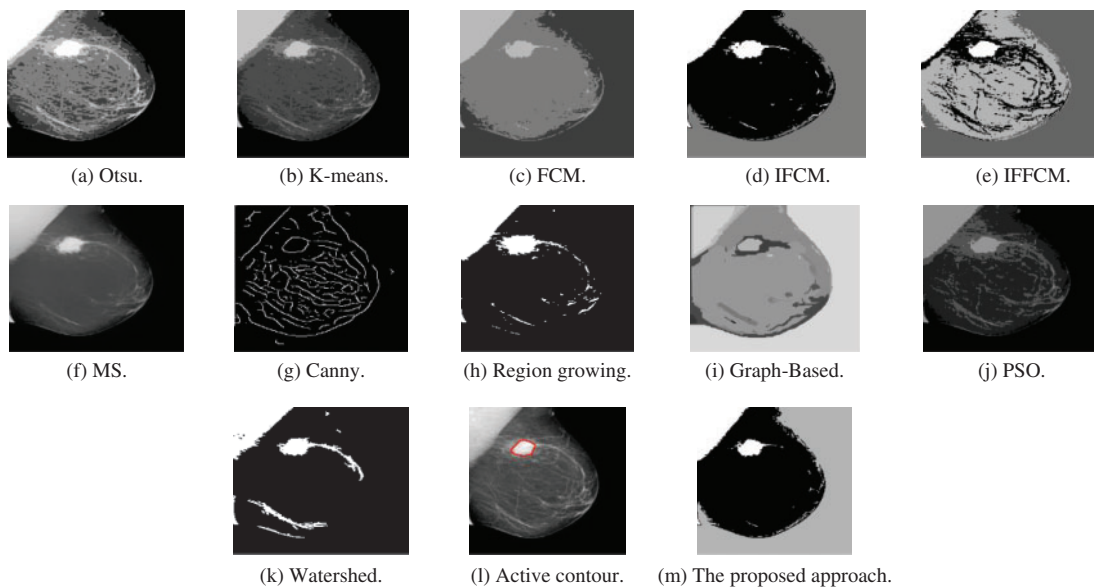 (a) Otsu.
(b) K-means.
(c) FCM.
(d) IFCM.
(e) IFFCM.
(f) MS.
(g) Canny.
(h) Region growing.
(i) Graph-Based.
(j) PSO.
(k) Watershed.
(l) Active contour.
(m) The proposed approach.